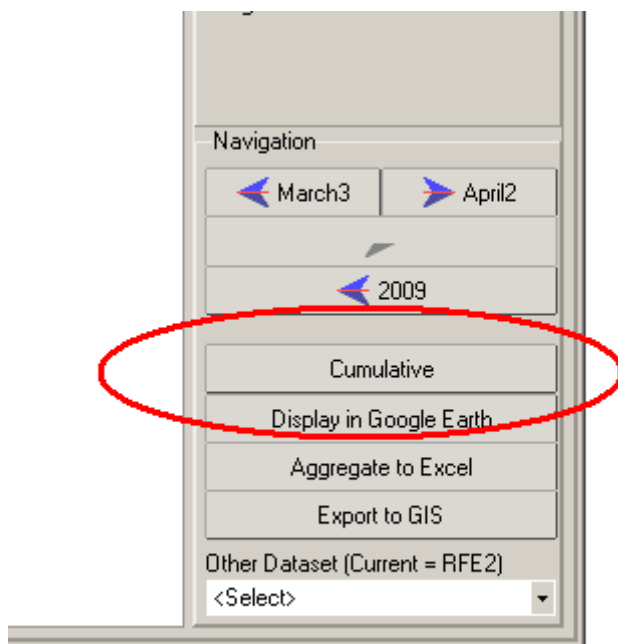 Navigation
March3 April2
2009
Cumulative
Display in Google Earth
Aggregate to Excel
Export to GIS
Other Dataset (Current = RFE2)
<Select>